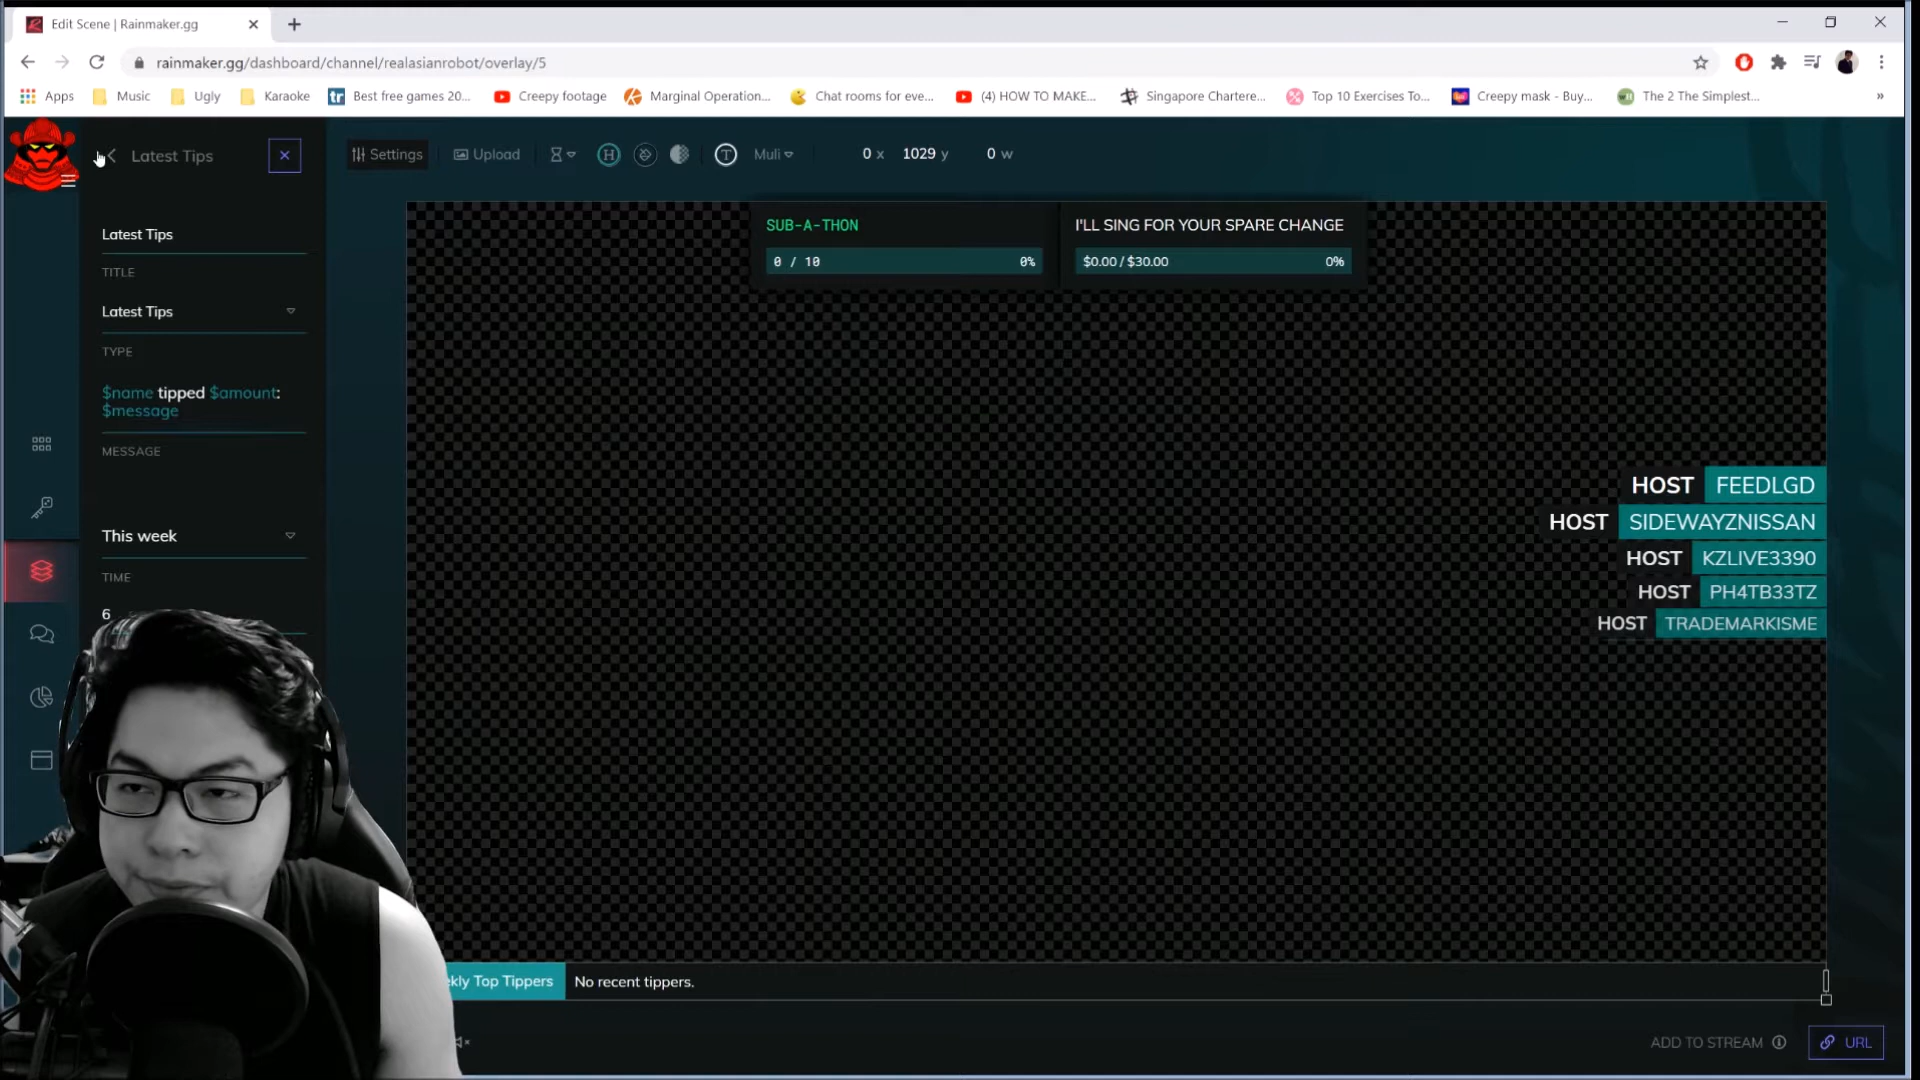 Edit Scene | Rainmaker.gg
rainmaker.gg/dashboard/channel/realasianrobot/overlay/5
Apps Music Ugly Karaoke Best free games 20... Creepy footage Marginal Operation... Chat rooms for eve... (4) HOW TO MAKE... Singapore Chartere... Top 10 Exercises To... Creepy mask - Buy... The 2 The Simplest... »
Latest Tips
Settings Upload H T Muli 0 x 1029 y 0 w
Latest Tips
TITLE
Latest Tips
TYPE
$name tipped $amount:
$message
MESSAGE
This week
TIME
6
SUB-A-THON
0 / 10 0%
I'LL SING FOR YOUR SPARE CHANGE
$0.00 / $30.00 0%
HOST FEEDLGD
HOST SIDEWAYZNISSAN
HOST KZLIVE3390
HOST PH4TB33TZ
HOST TRADEMARKISME
kly Top Tippers No recent tippers.
ADD TO STREAM URL